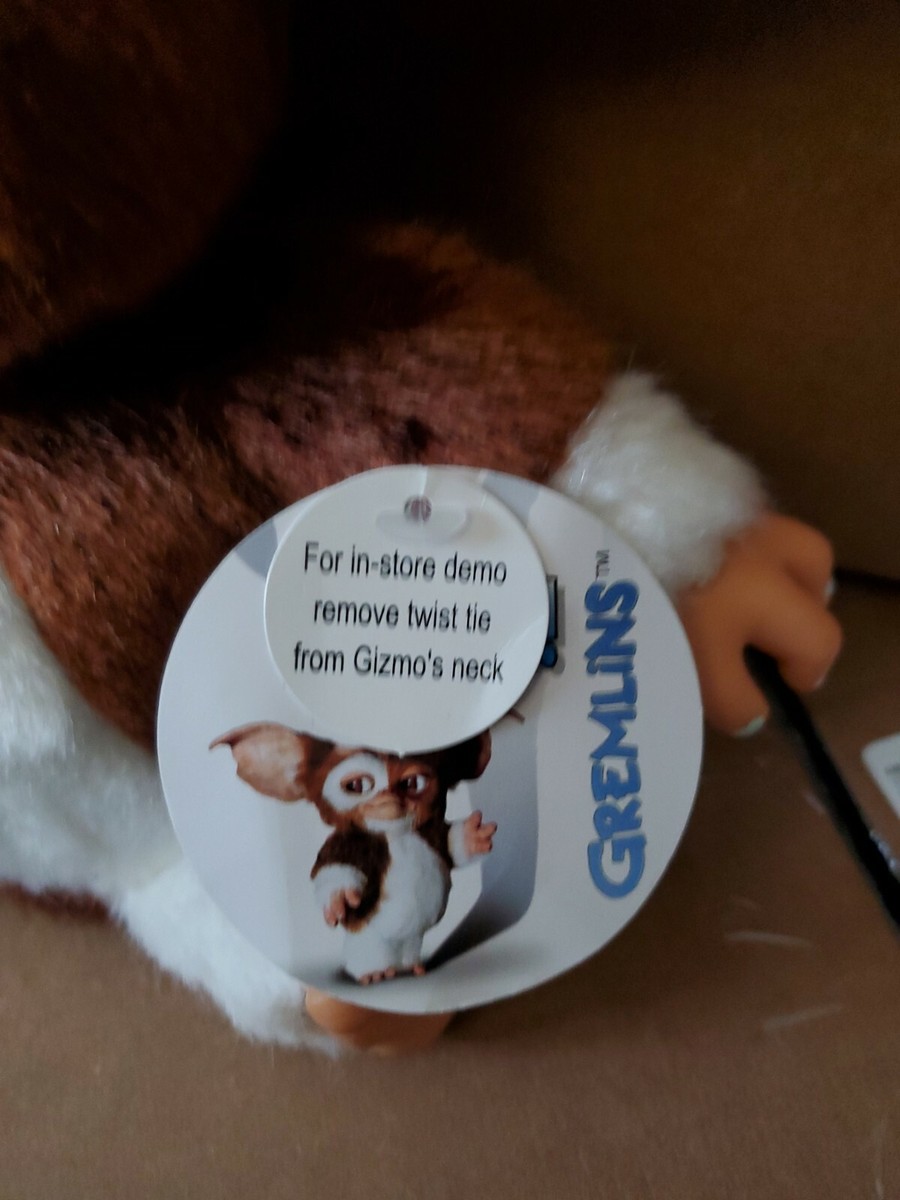 For in-store demo
remove twist tie
from Gizmo's neck
GREMLiNS™